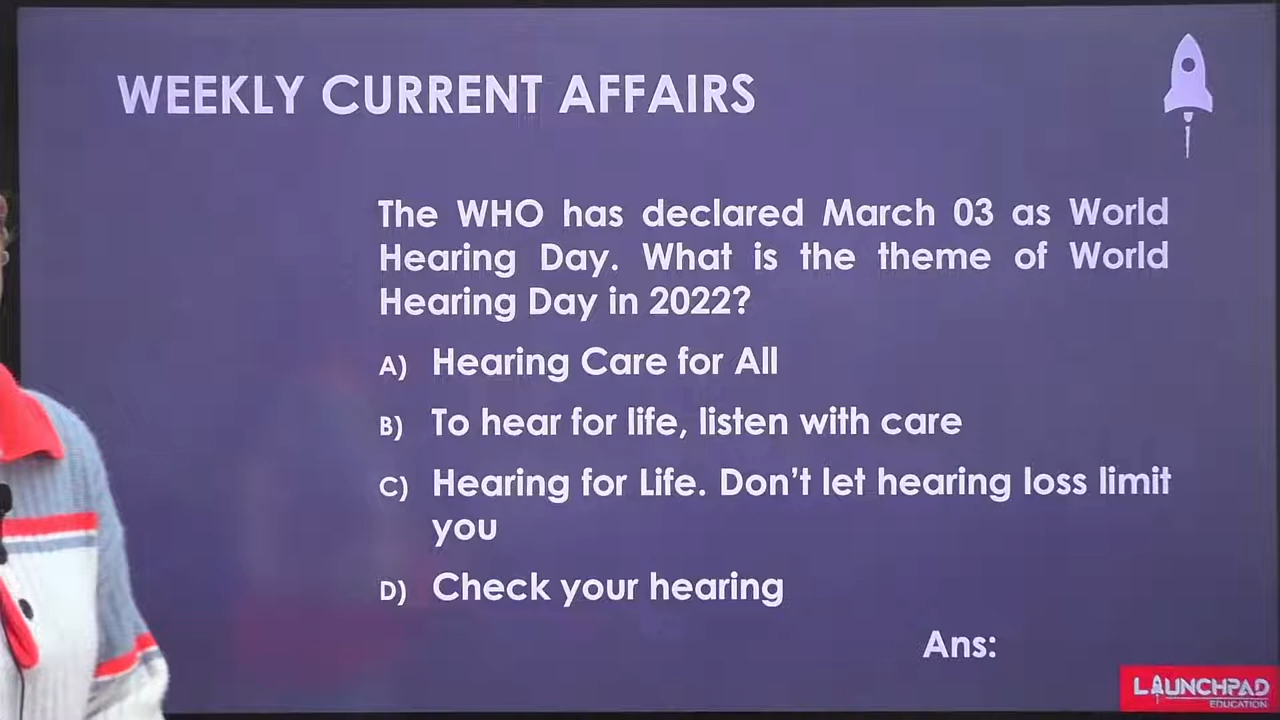 WEEKLY CURRENT AFFAIRS
The WHO has declared March 03 as World
Hearing Day. What is the theme of World
Hearing Day in 2022?
A) Hearing Care for All
B) To hear for life, listen with care
C) Hearing for Life. Don't let hearing loss limit
you
D) Check your hearing
Ans:
LAUNCHPAD
EDUCATION